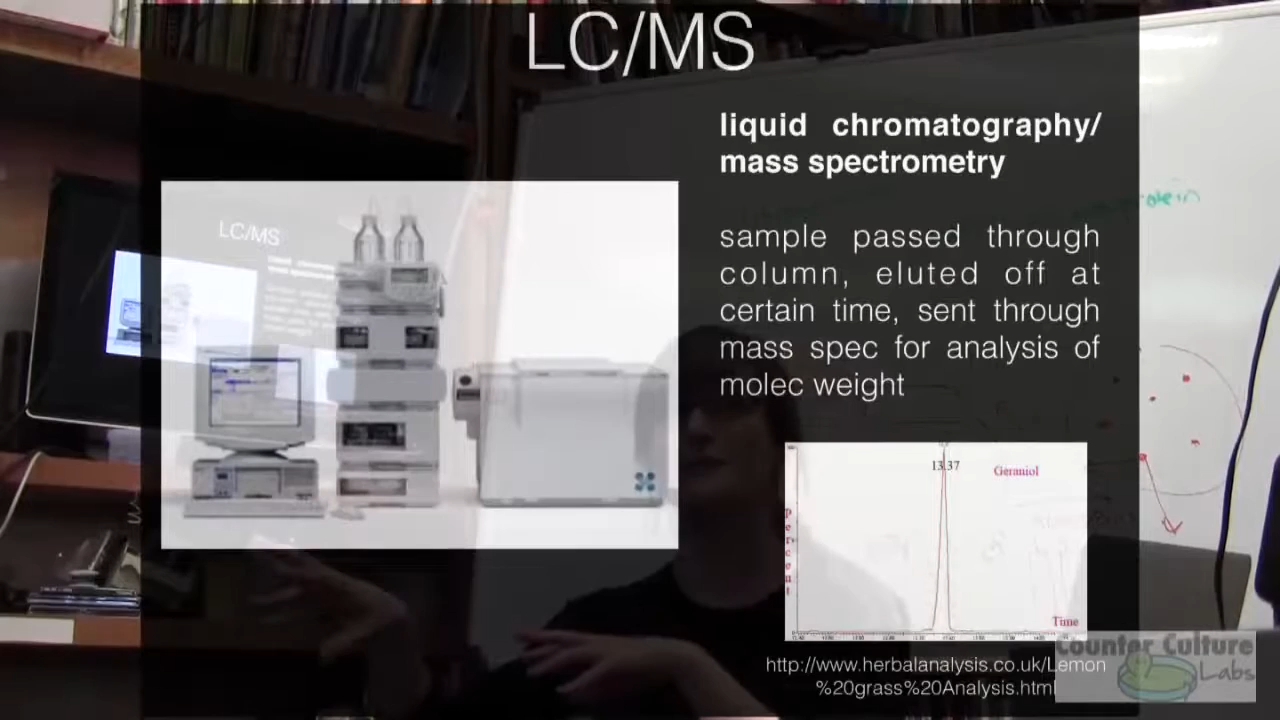 LC/MS
liquid chromatography/
mass spectrometry
sample passed through
column, eluted off at
certain time, sent through
mass spec for analysis of
molec weight
LC/MS
13.37
Geraniol
percent
Time
http://www.herbalanalysis.co.uk/Lemon
%20grass%20Analysis.html
Counter Culture
Labs
protein